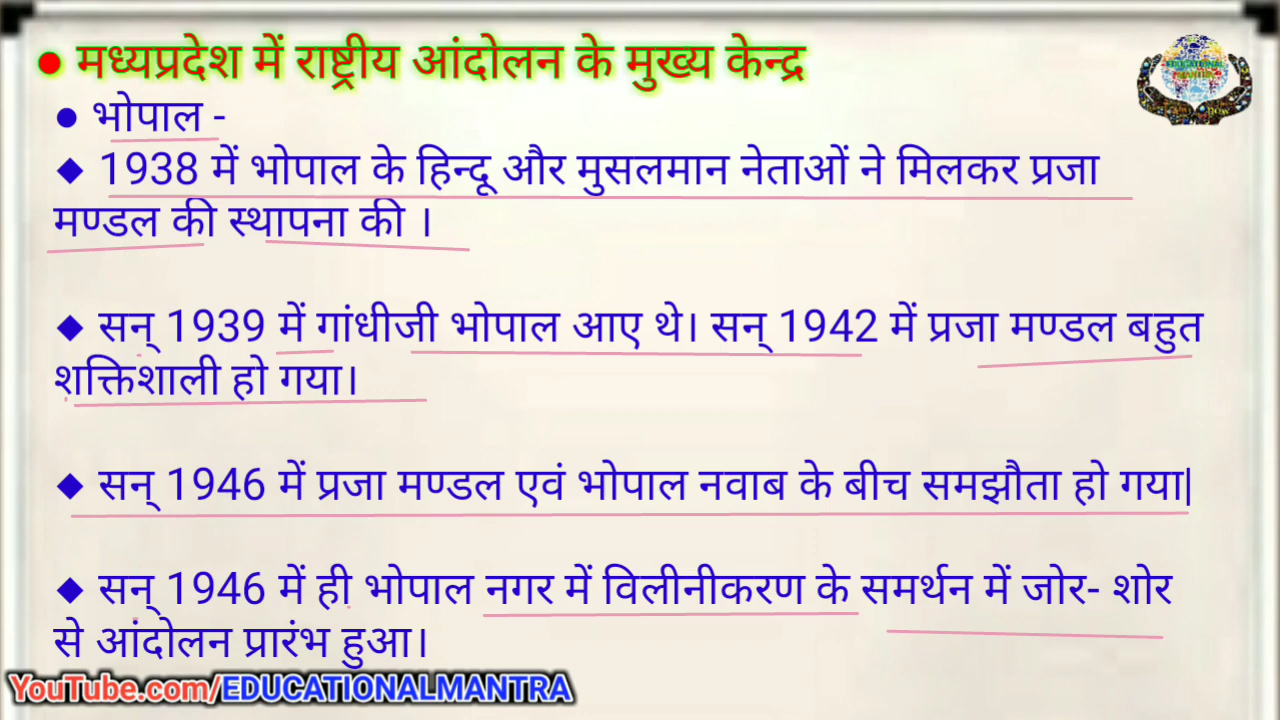 ● मध्यप्रदेश में राष्ट्रीय आंदोलन के मुख्य केन्द्र
● भोपाल -
◆ 1938 में भोपाल के हिन्दू और मुसलमान नेताओं ने मिलकर प्रजा
मण्डल की स्थापना की ।
◆ सन् 1939 में गांधीजी भोपाल आए थे। सन् 1942 में प्रजा मण्डल बहुत
शक्तिशाली हो गया।
◆ सन् 1946 में प्रजा मण्डल एवं भोपाल नवाब के बीच समझौता हो गया|
◆ सन् 1946 में ही भोपाल नगर में विलीनीकरण के समर्थन में जोर- शोर
से आंदोलन प्रारंभ हुआ।
YouTube.com/EDUCATIONALMANTRA
EDUCATIONAL